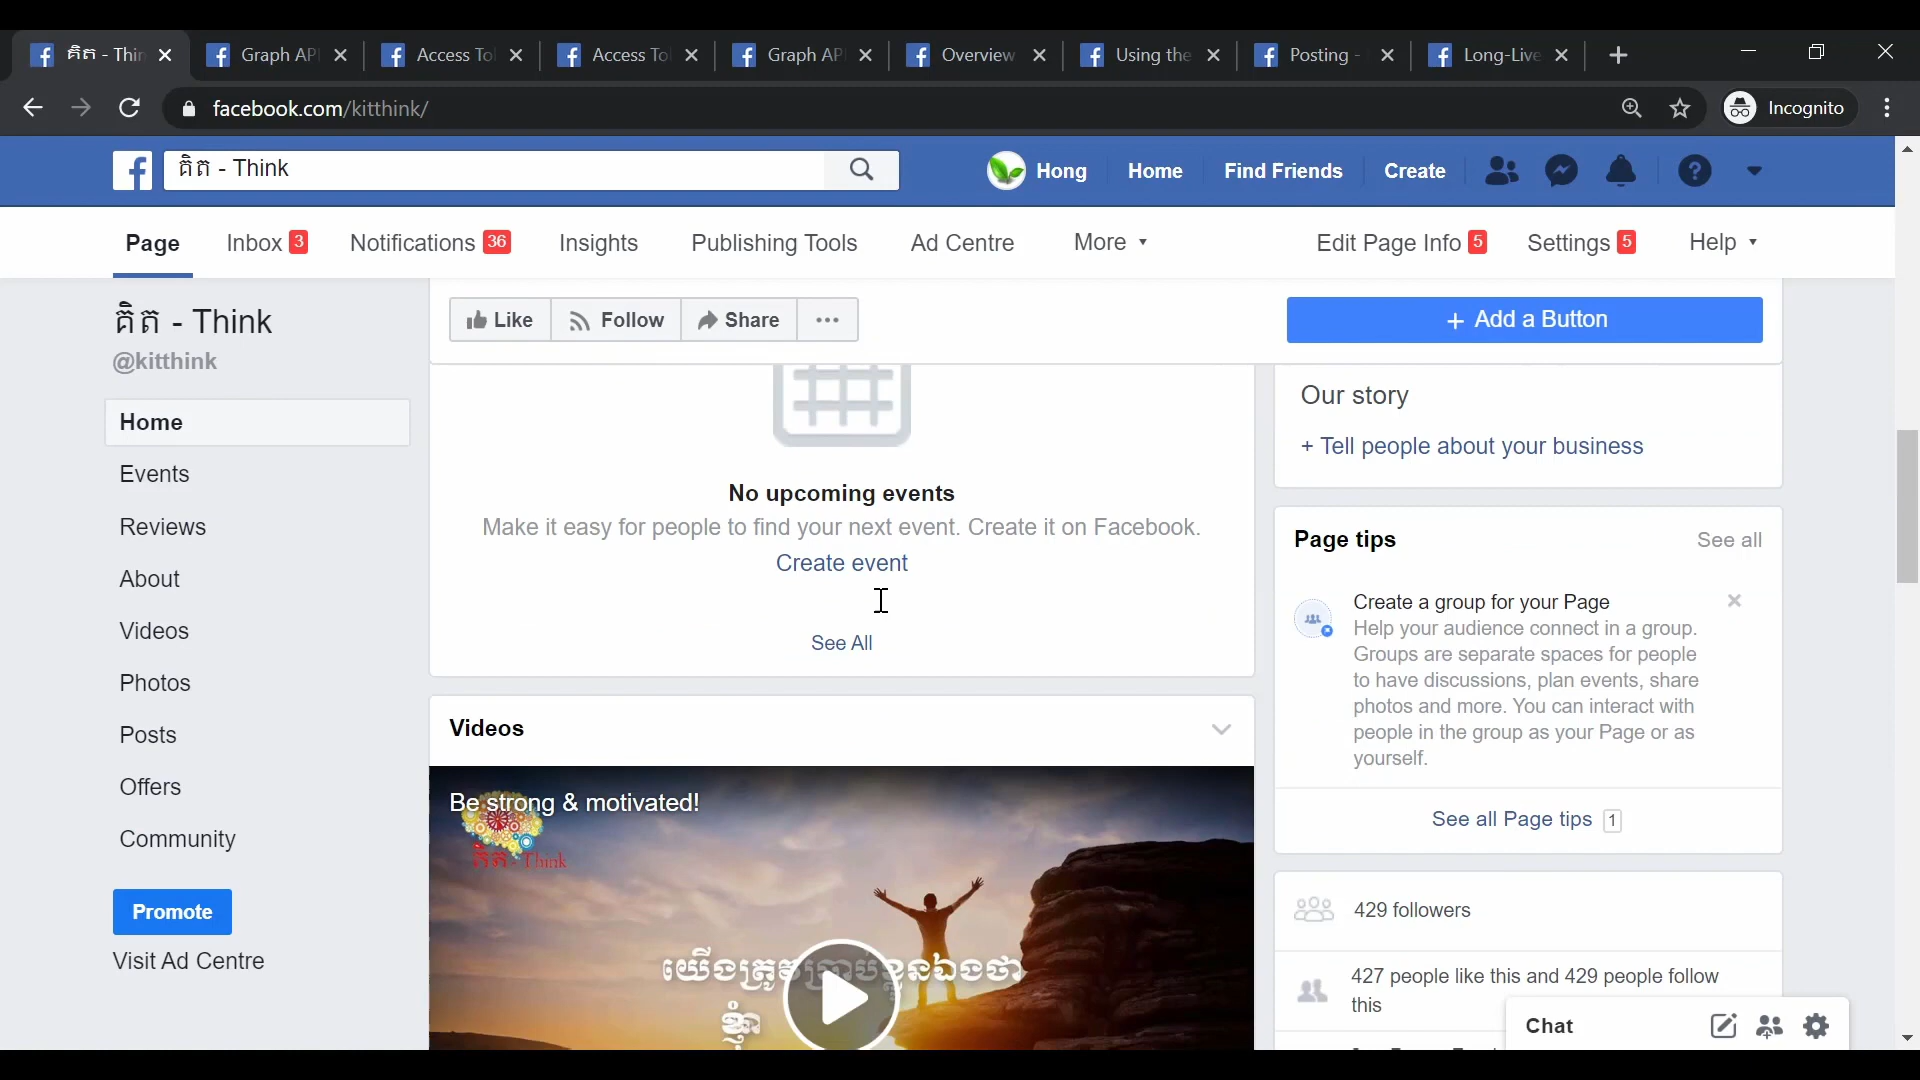 គិត - Thin
Graph AP
Access To
Access To
Graph AP
Overview
Using the
Posting -
Long-Live
facebook.com/kitthink/
Incognito
គិត - Think
Hong
Home
Find Friends
Create
Page
Inbox 3
Notifications 36
Insights
Publishing Tools
Ad Centre
More
Edit Page Info 5
Settings 5
Help
គិត - Think
@kitthink
Home
Events
Reviews
About
Videos
Photos
Posts
Offers
Community
Promote
Visit Ad Centre
Like
Follow
Share
+ Add a Button
No upcoming events
Make it easy for people to find your next event. Create it on Facebook.
Create event
See All
Videos
Be strong & motivated!
គិត - Think
Our story
+ Tell people about your business
Page tips
See all
Create a group for your Page
Help your audience connect in a group.
Groups are separate spaces for people
to have discussions, plan events, share
photos and more. You can interact with
people in the group as your Page or as
yourself.
See all Page tips 1
429 followers
427 people like this and 429 people follow
this
Chat